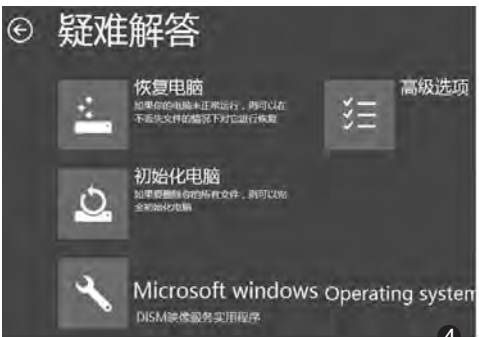 疑难解答
恢复电脑
如果你的电脑未正常运行，则可以在
不丢失文件的情况下对它进行恢复
高级选项
初始化电脑
如果要删除你的所有文件，则可以完
全初始化电脑
Microsoft windows Operating system
DISM映像服务实用程序
4